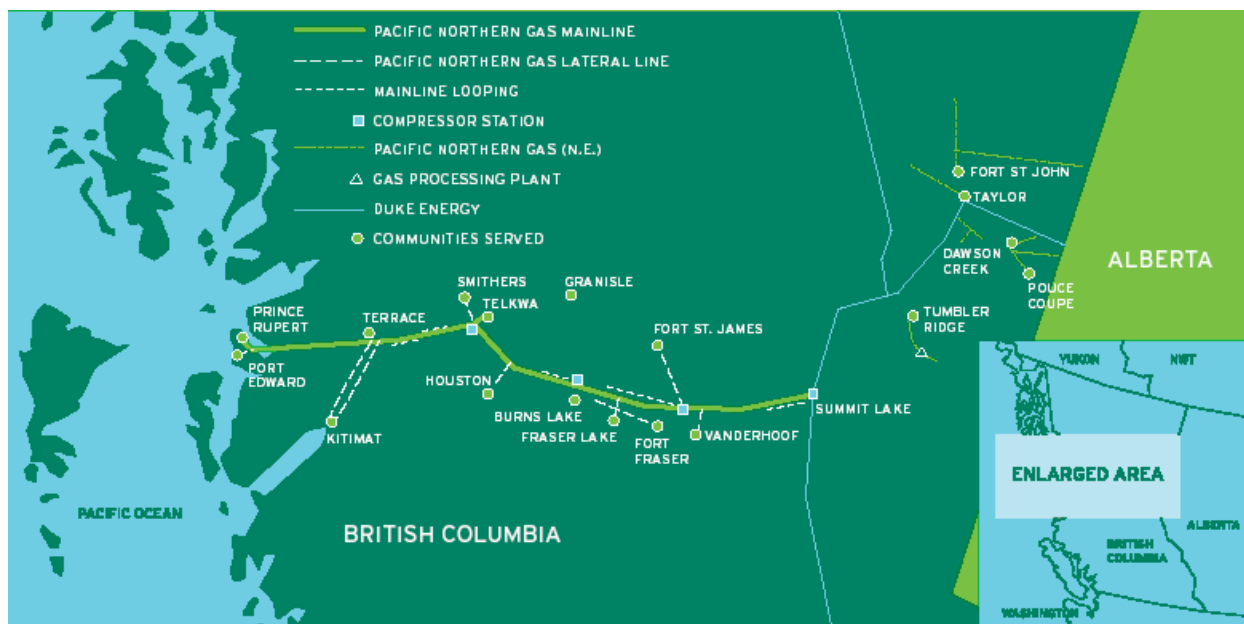 PACIFIC NORTHERN GAS MAINLINE
PACIFIC NORTHERN GAS LATERAL LINE
MAINLINE LOOPING
COMPRESSOR STATION
PACIFIC NORTHERN GAS (N.E.)
GAS PROCESSING PLANT
DUKE ENERGY
COMMUNITIES SERVED
FORT ST JOHN
TAYLOR
DAWSON
CREEK
POUCE
COUPE
ALBERTA
SMITHERS
TELKWA
GRANISLE
PRINCE
RUPERT
TERRACE
FORT ST. JAMES
TUMBLER
RIDGE
PORT
EDWARD
HOUSTON
BURNS LAKE
FRASER LAKE
FORT
FRASER
VANDERHOOF
SUMMIT LAKE
KITIMAT
PACIFIC OCEAN
BRITISH COLUMBIA
YUKON
NWT
ENLARGED AREA
ALBERTA
BRITISH
COLUMBIA
WASHINGTON